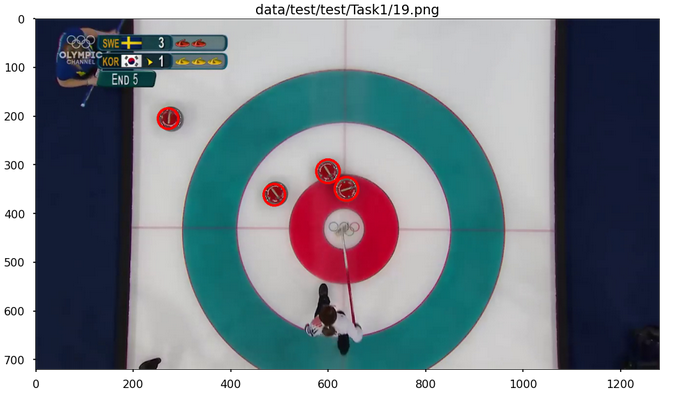 data/test/test/Task1/19.png
0
100
200
300
400
500
600
700
SWE 3
KOR 1
END 5
OLYMPIC
CHANNEL
0 200 400 600 800 1000 1200